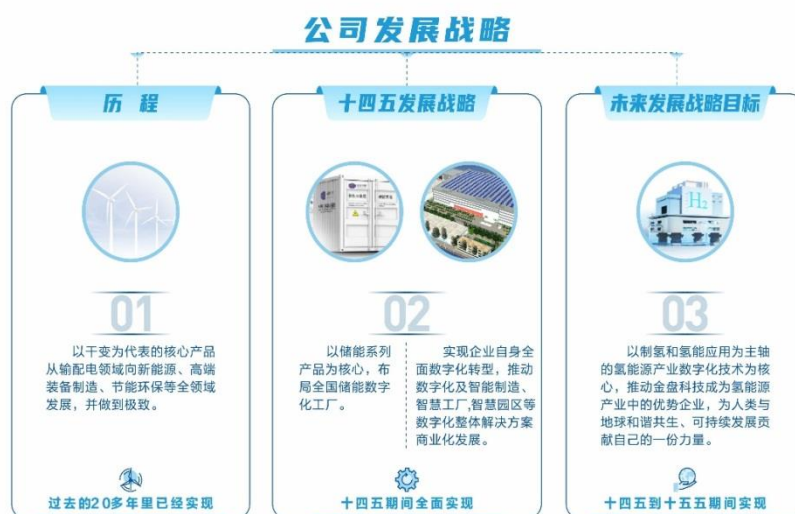 公司发展战略
历 程
01
以干变为代表的核心产品
从输配电领域向新能源、高端
装备制造、节能环保等全领域
发展，并做到极致。
过去的20多年里已经实现
十四五发展战略
02
以储能系列
产品为核心，布
局全国储能数字
化工厂。
实现企业自身全
面数字化转型，推动
数字化及智能制造、
智慧工厂,智慧园区等
数字化整体解决方案
商业化发展。
十四五期间全面实现
未来发展战略目标
H2
03
以制氢和氢能应用为主轴
的氢能源产业数字化技术为核
心，推动金盘科技成为氢能源
产业中的优势企业，为人类与
地球和谐共生、可持续发展贡
献自己的一份力量。
十四五到十五五期间实现